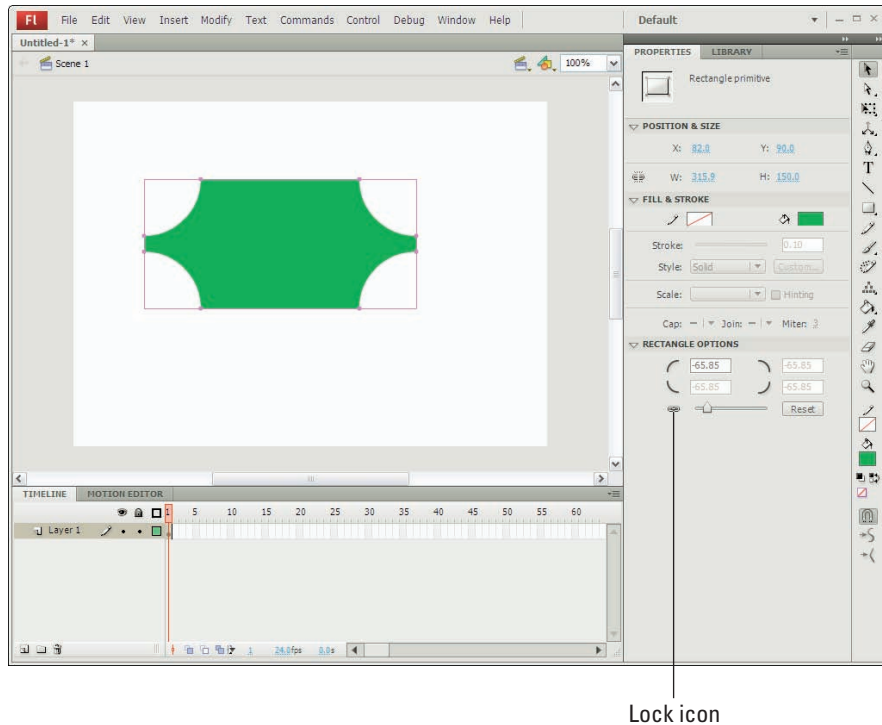 Fl File Edit View Insert Modify Text Commands Control Debug Window Help Default
Untitled-1*
Scene 1 100%
PROPERTIES LIBRARY
Rectangle primitive
POSITION & SIZE
X: 82.0 Y: 90.0
W: 315.9 H: 150.0
FILL & STROKE
Stroke: 0.10
Style: Solid Custom...
Scale: Hinting
Cap: Join: Miter: 3
RECTANGLE OPTIONS
-65.85 -65.85
-65.85 -65.85
Reset
T
TIMELINE MOTION EDITOR
1 5 10 15 20 25 30 35 40 45 50 55 60
Layer 1
1 24.0fps 0.0s
Lock icon